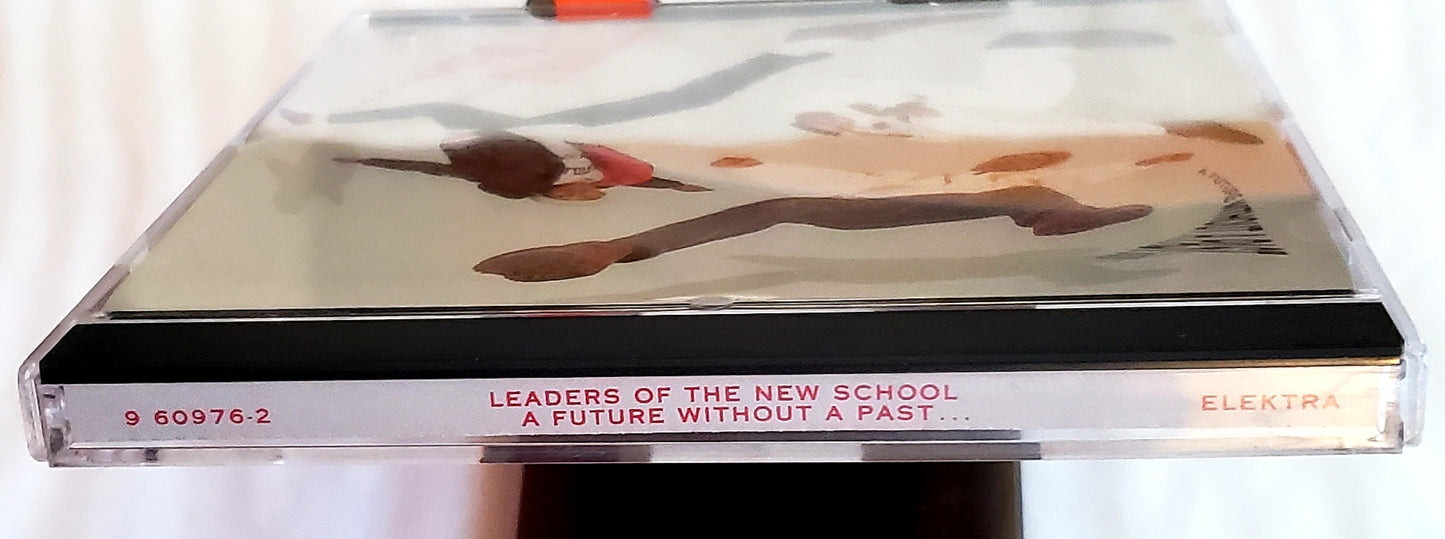 9 60976-2
LEADERS OF THE NEW SCHOOL
A FUTURE WITHOUT A PAST...
ELEKTRA